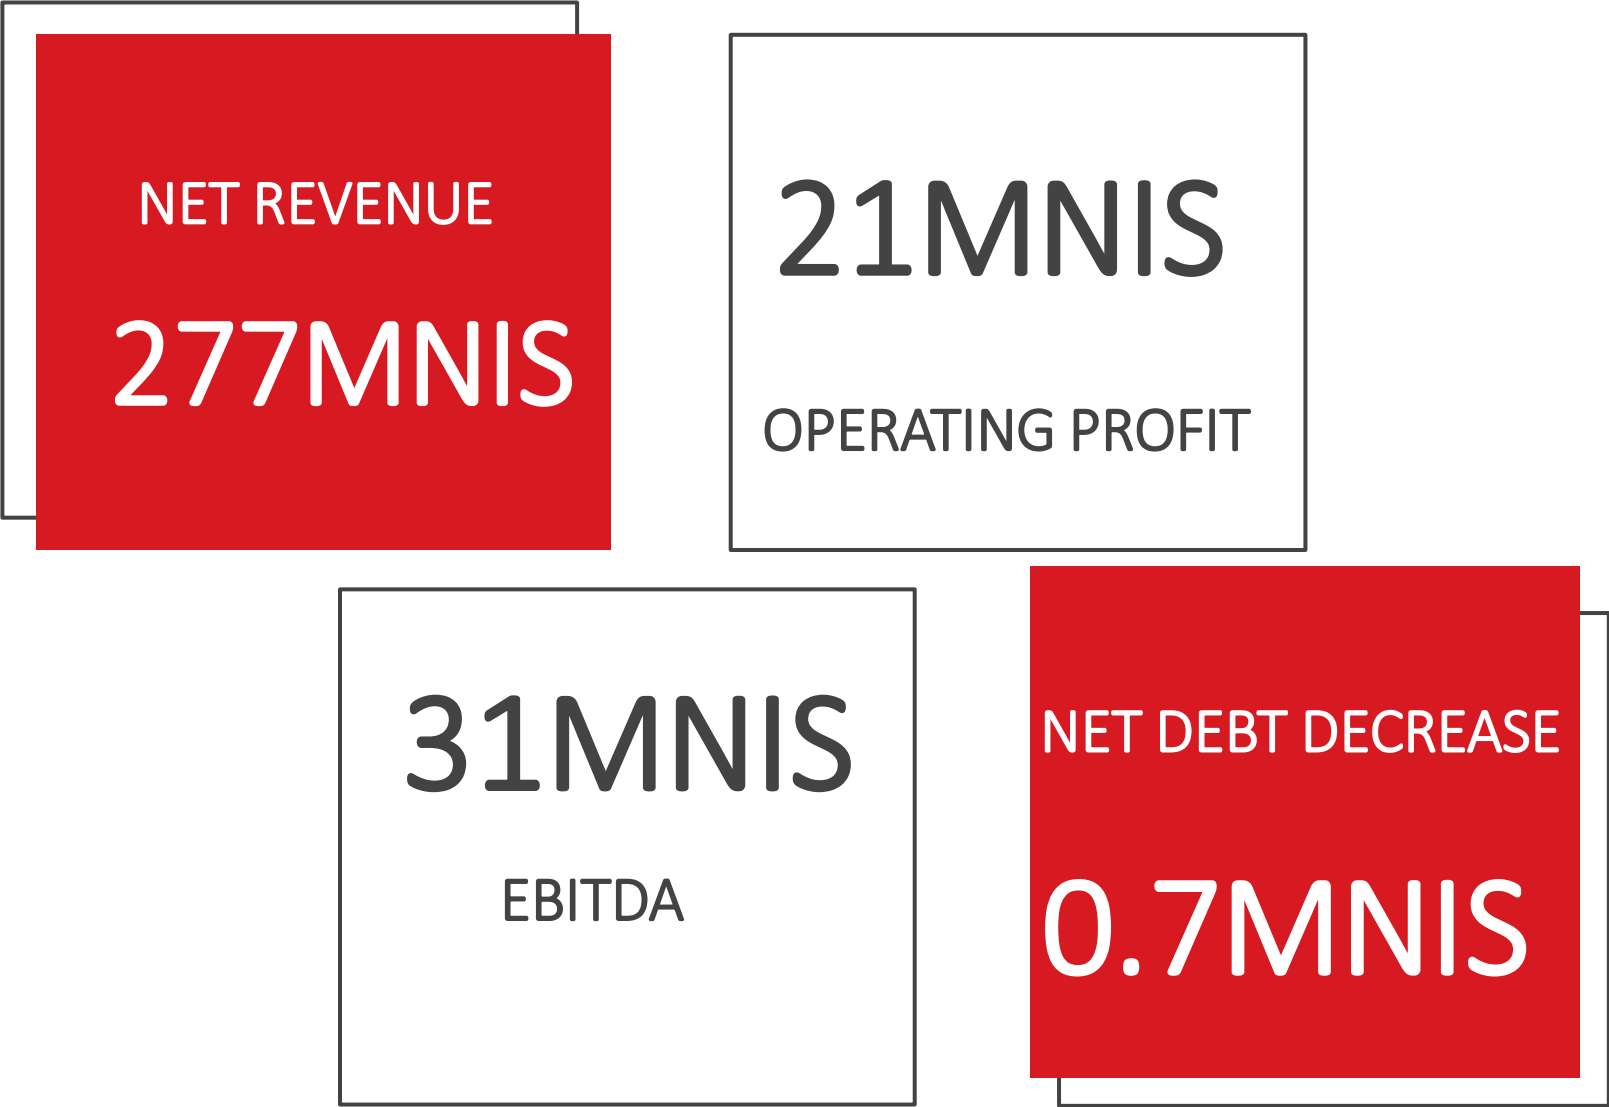 NET REVENUE
277MNIS
21MNIS
OPERATING PROFIT
31MNIS
EBITDA
NET DEBT DECREASE
0.7MNIS